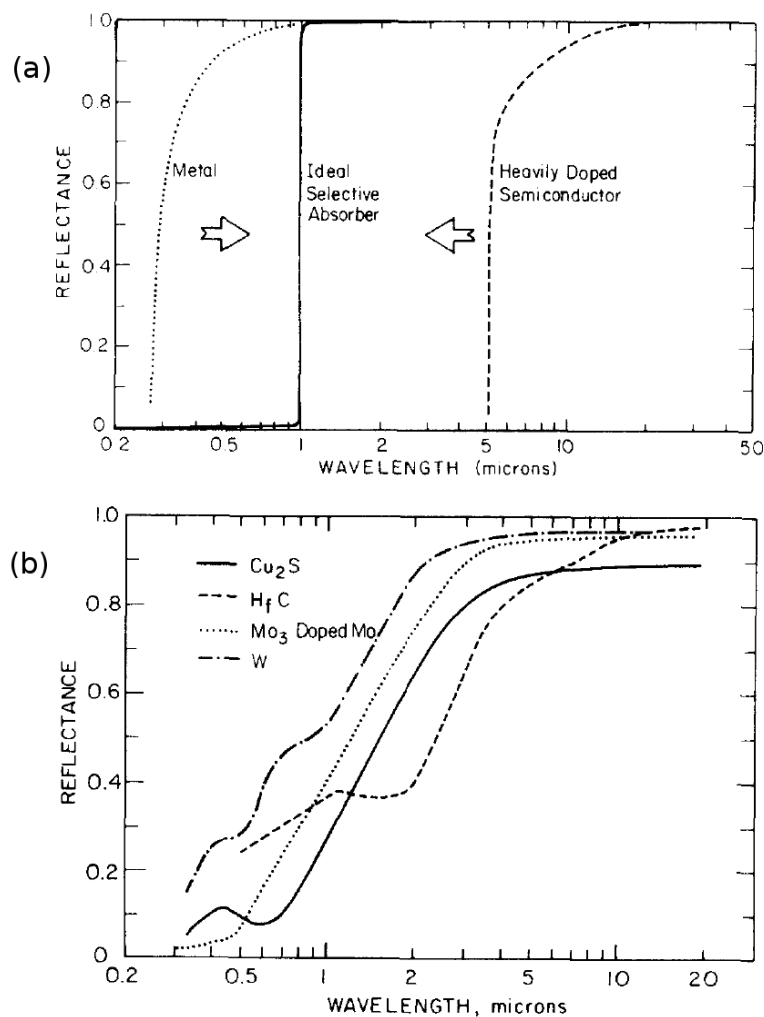 (a)
REFLECTANCE
1.0
0.8
0.6
0.4
0.2
0
Metal
Ideal
Selective
Absorber
Heavily Doped
Semiconductor
0.2 0.5 1 2 5 10 50
WAVELENGTH (microns)
(b)
REFLECTANCE
1.0
0.8
0.6
0.4
0.2
0
Cu2S
HfC
Mo3 Doped Mo
W
0.2 0.5 1 2 5 10 20
WAVELENGTH, microns